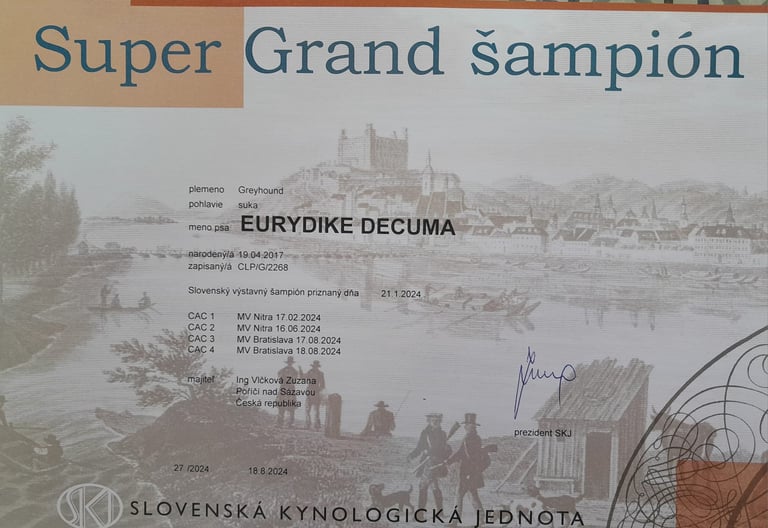 Super Grand šampión
plemeno Greyhound
pohlavie suka
meno psa EURYDIKE DECUMA
narodený/á 19.04.2017
zapísaný/á CLP/G/2268
Slovenský výstavný šampión priznaný dňa 21.1.2024
CAC 1 MV Nitra 17.02.2024
CAC 2 MV Nitra 16.06.2024
CAC 3 MV Bratislava 17.08.2024
CAC 4 MV Bratislava 18.08.2024
majiteľ Ing Vlčková Zuzana
Poříčí nad Sázavou
Česká republika
prezident SKJ
27 /2024 18.8.2024
SKJ SLOVENSKÁ KYNOLOGICKÁ JEDNOTA